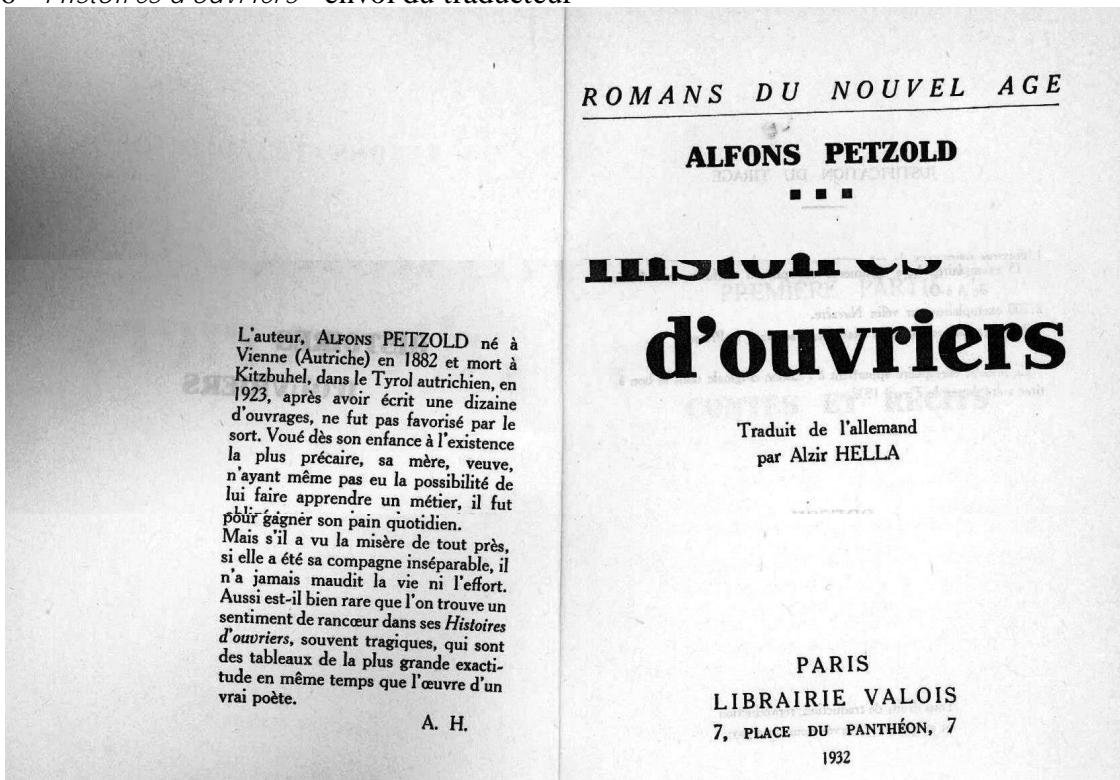 Histoires d'ouvriers envoi du traducteur
L'auteur, ALFONS PETZOLD né à
Vienne (Autriche) en 1882 et mort à
Kitzbuhel, dans le Tyrol autrichien, en
1923, après avoir écrit une dizaine
d'ouvrages, ne fut pas favorisé par le
sort. Voué dès son enfance à l'existence
la plus précaire, sa mère, veuve,
n'ayant même pas eu la possibilité de
lui faire apprendre un métier, il fut
pour gagner son pain quotidien.
Mais s'il a vu la misère de tout près,
si elle a été sa compagne inséparable, il
n'a jamais maudit la vie ni l'effort.
Aussi est-il bien rare que l'on trouve un
sentiment de rancœur dans ses Histoires
d'ouvriers, souvent tragiques, qui sont
des tableaux de la plus grande exacti-
tude en même temps que l'œuvre d'un
vrai poète.
A. H.
ROMANS DU NOUVEL AGE
ALFONS PETZOLD
Histoires
d'ouvriers
Traduit de l'allemand
par Alzir HELLA
PARIS
LIBRAIRIE VALOIS
7, PLACE DU PANTHÉON, 7
1932